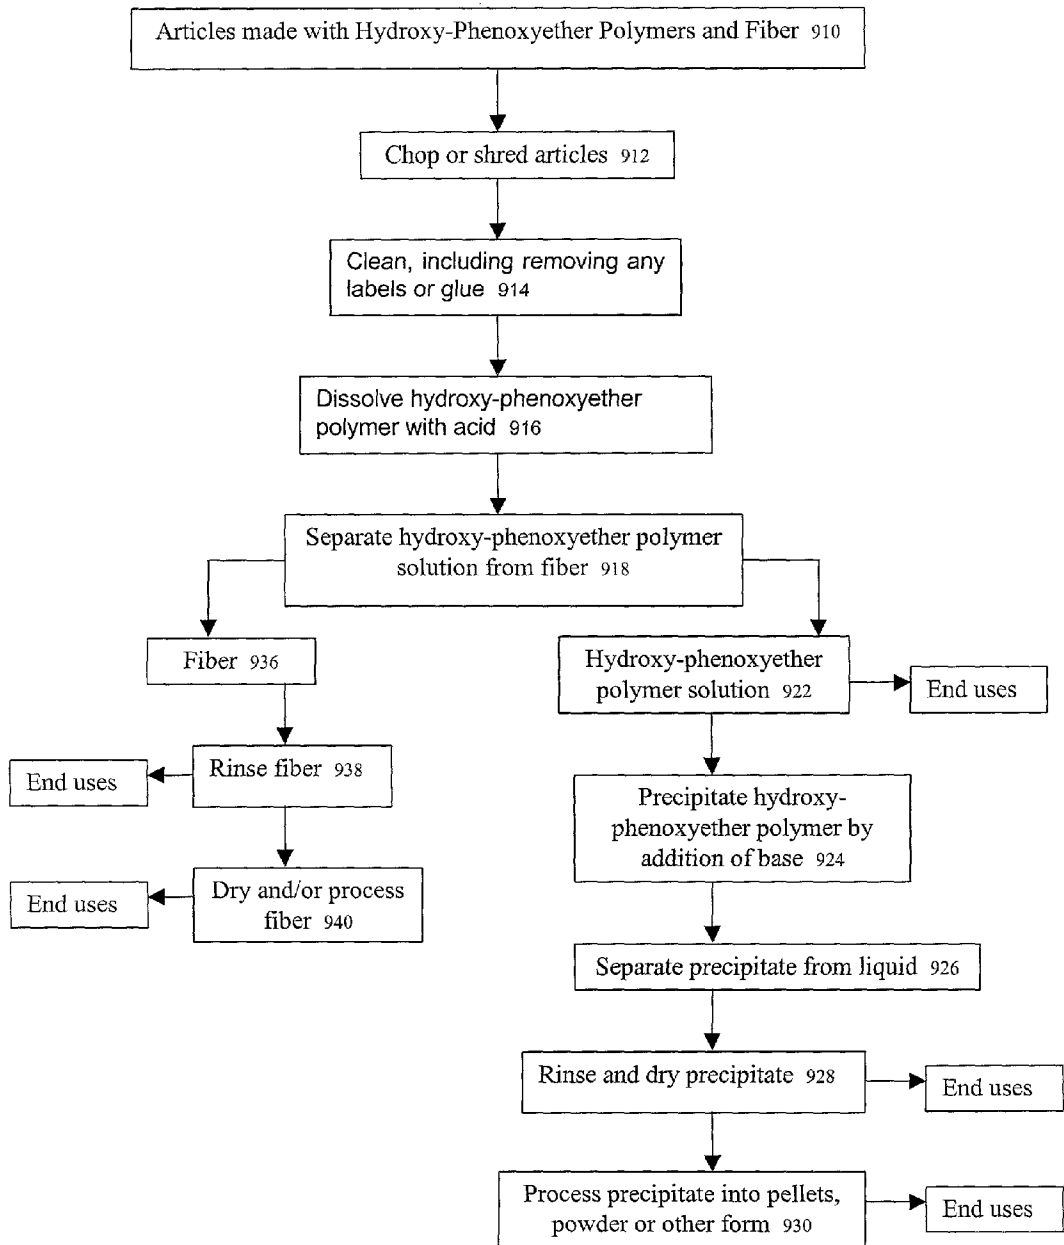 Articles made with Hydroxy-Phenoxyether Polymers and Fiber 910
Chop or shred articles 912
Clean, including removing any
labels or glue 914
Dissolve hydroxy-phenoxyether
polymer with acid 916
Separate hydroxy-phenoxyether polymer
solution from fiber 918
Fiber 936
Rinse fiber 938
End uses
Dry and/or process
fiber 940
End uses
Hydroxy-phenoxyether
polymer solution 922
End uses
Precipitate hydroxy-
phenoxyether polymer by
addition of base 924
Separate precipitate from liquid 926
Rinse and dry precipitate 928
End uses
Process precipitate into pellets,
powder or other form 930
End uses